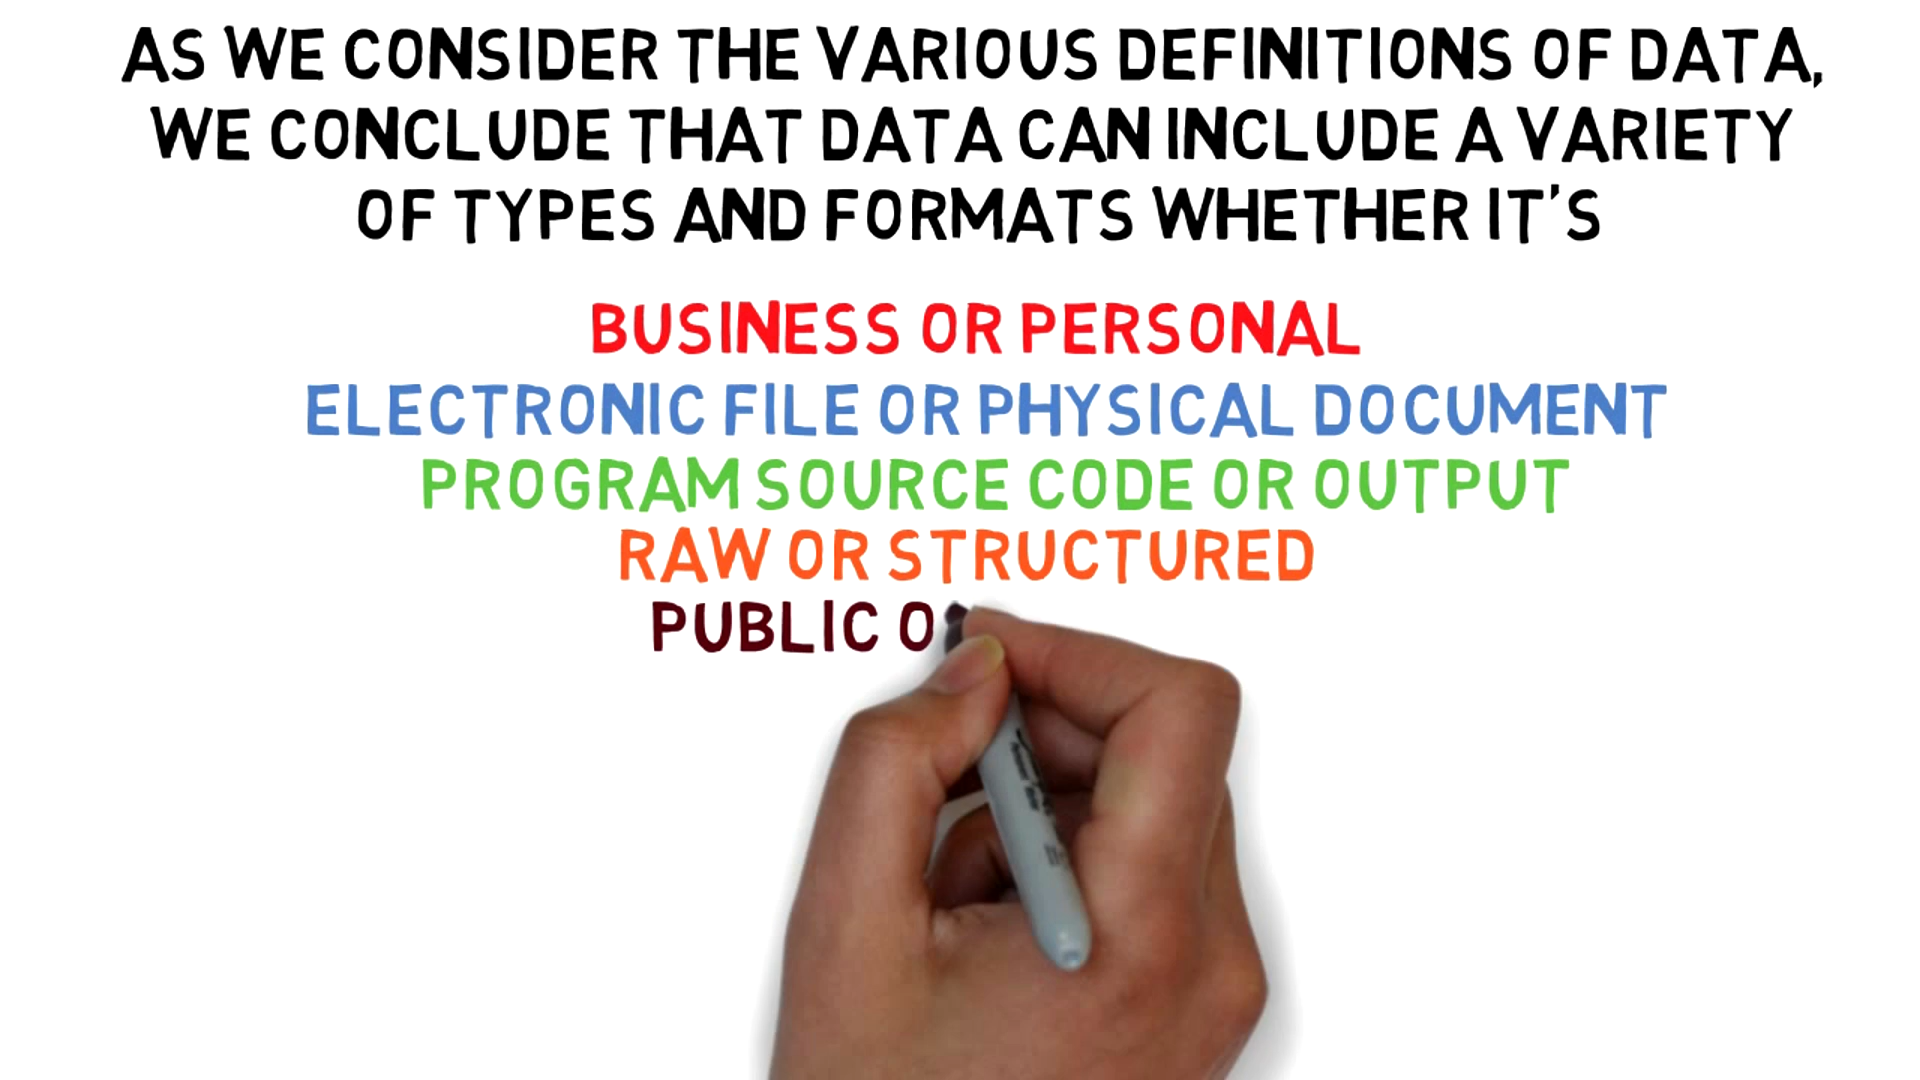 AS WE CONSIDER THE VARIOUS DEFINITIONS OF DATA,
WE CONCLUDE THAT DATA CAN INCLUDE A VARIETY
OF TYPES AND FORMATS WHETHER IT'S
BUSINESS OR PERSONAL
ELECTRONIC FILE OR PHYSICAL DOCUMENT
PROGRAM SOURCE CODE OR OUTPUT
RAW OR STRUCTURED
PUBLIC O